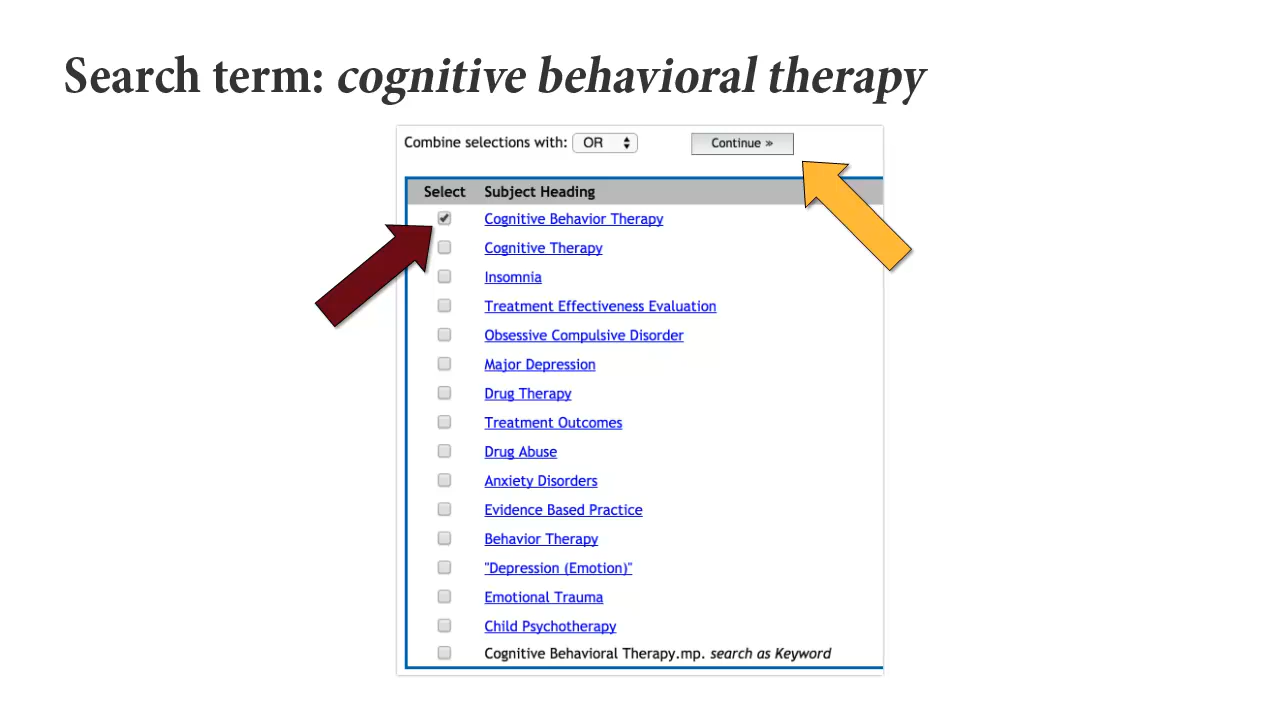 Search term: cognitive behavioral therapy
Combine selections with: OR Continue »
Select Subject Heading
Cognitive Behavior Therapy
Cognitive Therapy
Insomnia
Treatment Effectiveness Evaluation
Obsessive Compulsive Disorder
Major Depression
Drug Therapy
Treatment Outcomes
Drug Abuse
Anxiety Disorders
Evidence Based Practice
Behavior Therapy
"Depression (Emotion)"
Emotional Trauma
Child Psychotherapy
Cognitive Behavioral Therapy.mp. search as Keyword